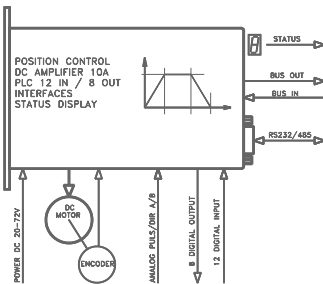 POSITION CONTROL
DC AMPLIFIER 10A
PLC 12 IN / 8 OUT
INTERFACES
STATUS DISPLAY
8
STATUS
BUS OUT
BUS IN
RS232/485
POWER DC 20-72V
DC
MOTOR
ENCODER
ANALOG PULS/DIR A/B
8 DIGITAL OUTPUT
12 DIGITAL INPUT